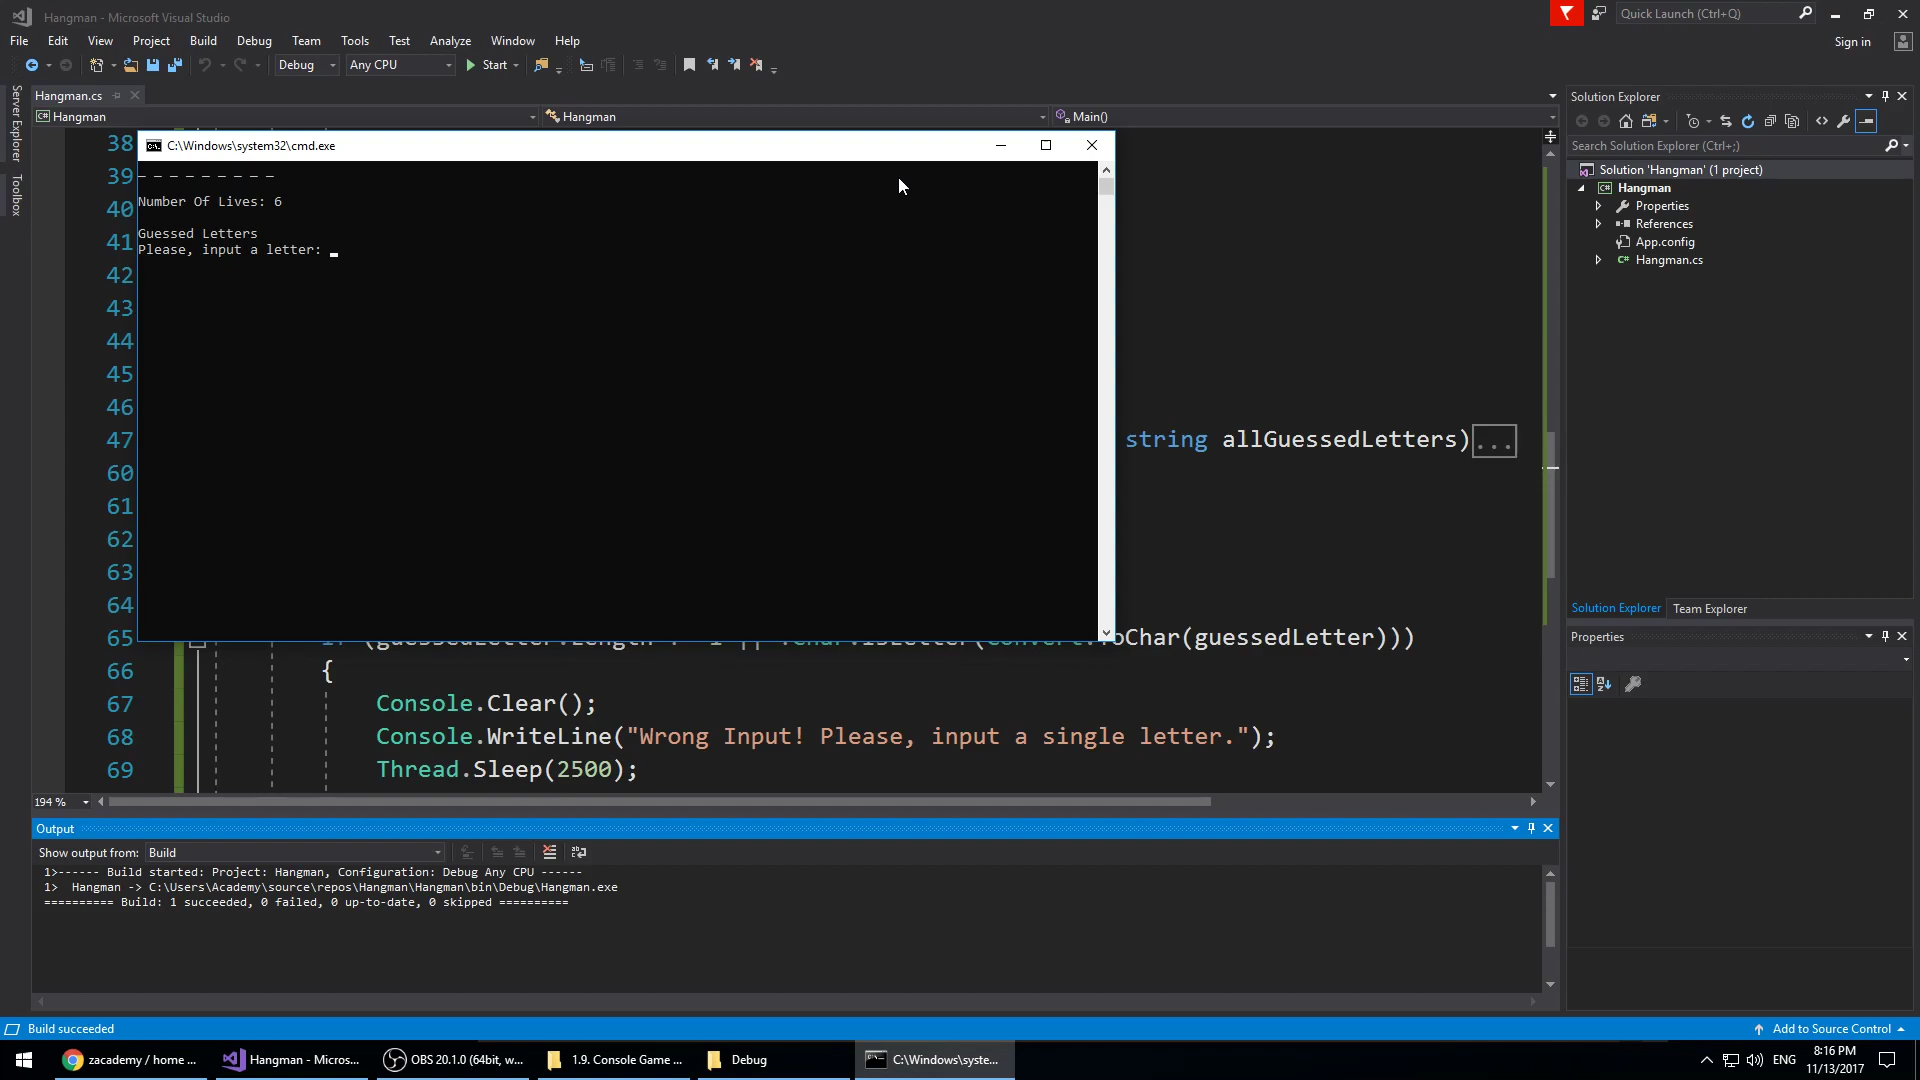 Hangman - Microsoft Visual Studio
Quick Launch (Ctrl+Q)
File Edit View Project Build Debug Team Tools Test Analyze Window Help
Sign in
Debug
Any CPU
Start
Server Explorer
Toolbox
Hangman.cs
Hangman
Hangman
Main()
C:\Windows\system32\cmd.exe
_ _ _ _ _ _ _ _ _
Number Of Lives: 6
Guessed Letters
Please, input a letter:
38
39
40
41
42
43
44
45
46
47 string allGuessedLetters)...
60
61
62
63
64
65 ToChar(guessedLetter)))
66 {
67 Console.Clear();
68 Console.WriteLine("Wrong Input! Please, input a single letter.");
69 Thread.Sleep(2500);
194 %
Output
Show output from: Build
1>------ Build started: Project: Hangman, Configuration: Debug Any CPU ------
1>  Hangman -> C:\Users\Academy\source\repos\Hangman\Hangman\bin\Debug\Hangman.exe
========== Build: 1 succeeded, 0 failed, 0 up-to-date, 0 skipped ==========
Solution Explorer
Search Solution Explorer (Ctrl+;)
Solution 'Hangman' (1 project)
Hangman
Properties
References
App.config
Hangman.cs
Solution Explorer Team Explorer
Properties
Build succeeded
Add to Source Control
zacademy / home ...
Hangman - Micros...
OBS 20.1.0 (64bit, w...
1.9. Console Game ...
Debug
C:\Windows\syste...
ENG
8:16 PM
11/13/2017